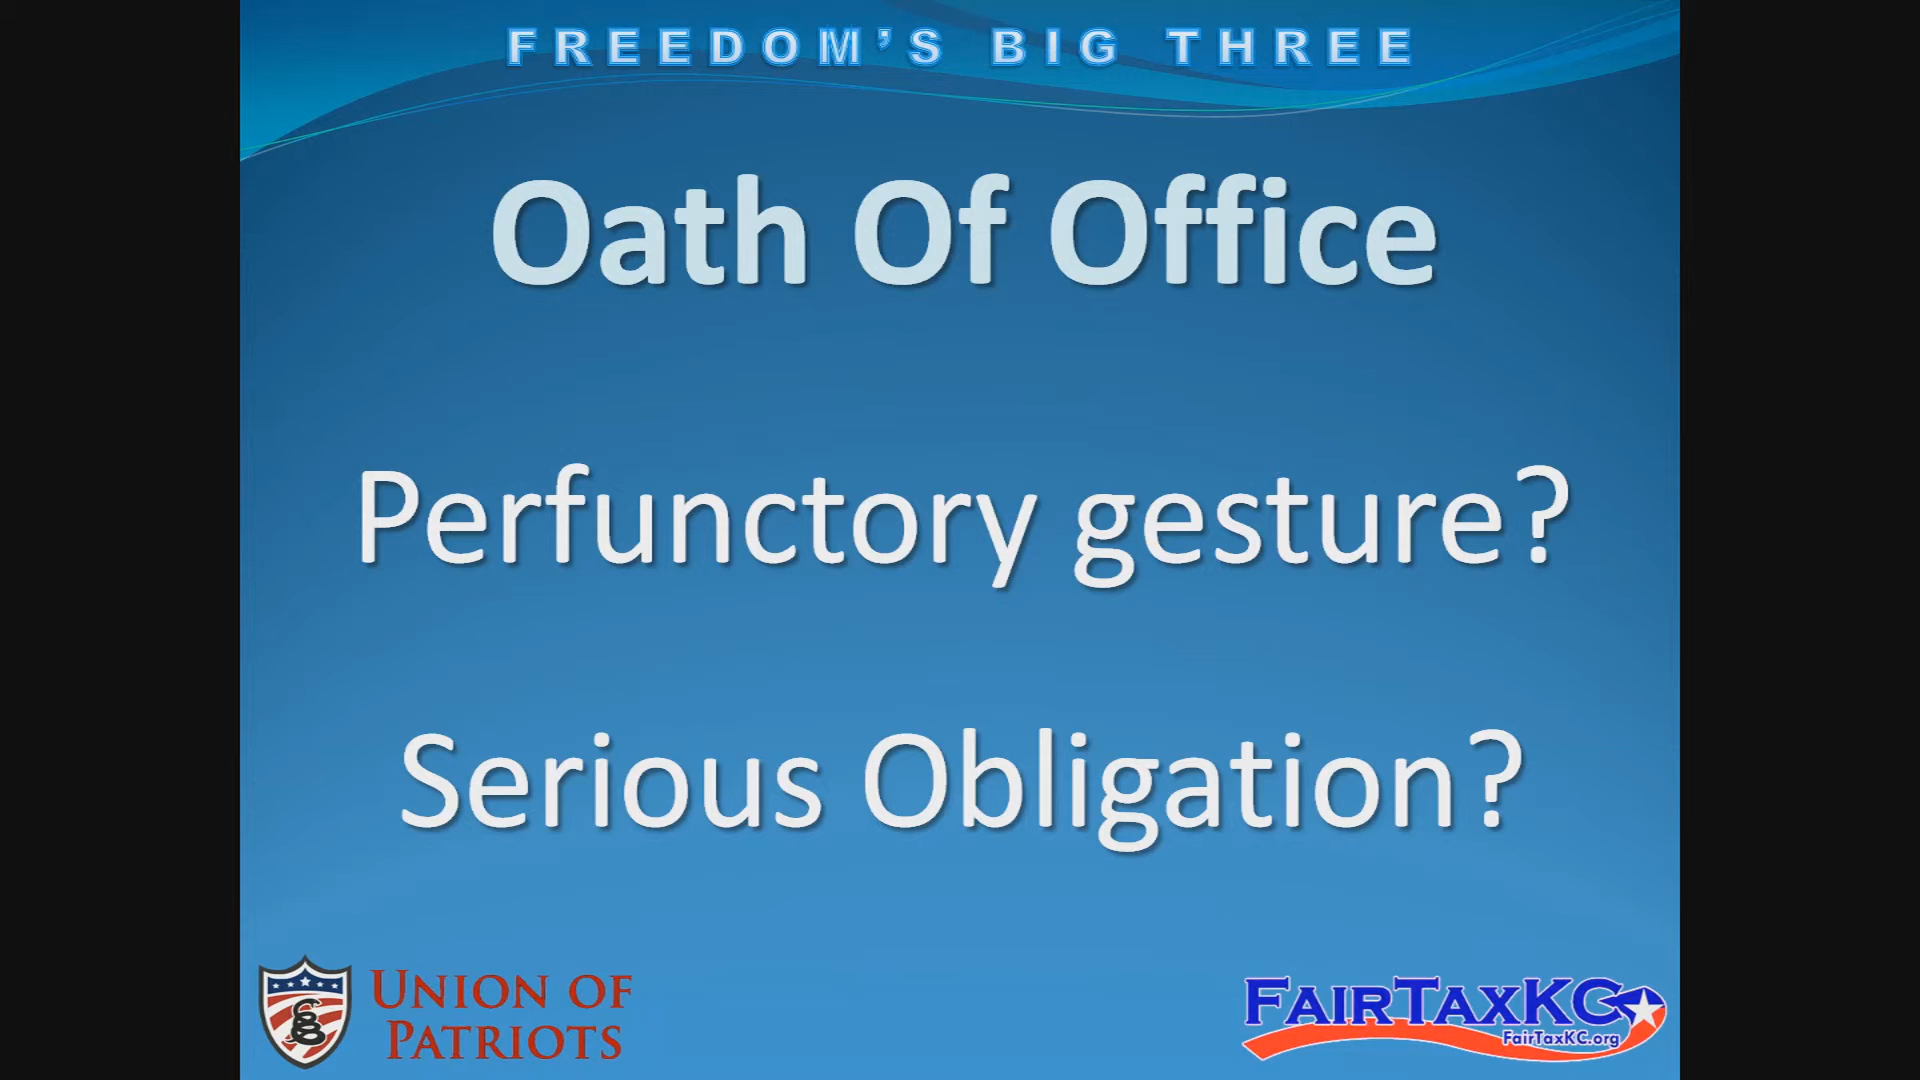 FREEDOM’S BIG THREE
Oath Of Office
Perfunctory gesture?
Serious Obligation?
UNION OF
PATRIOTS
FAIRTAXKC
FairTaxKC.org